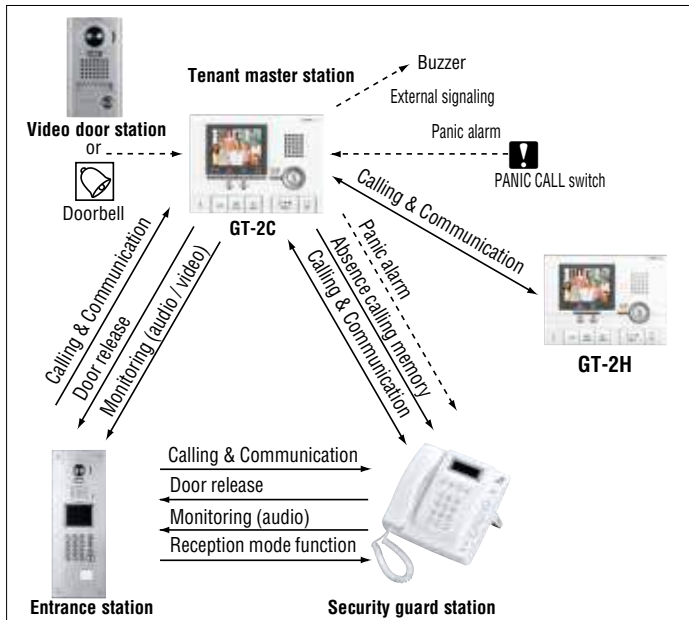 Buzzer
Tenant master station
External signaling
Video door station
or
Doorbell
Panic alarm
PANIC CALL switch
GT-2C
Calling & Communication
GT-2H
Calling & Communication
Door release
Monitoring (audio / video)
Panic alarm
Absence calling memory
Calling & Communication
Calling & Communication
Door release
Monitoring (audio)
Reception mode function
Entrance station
Security guard station